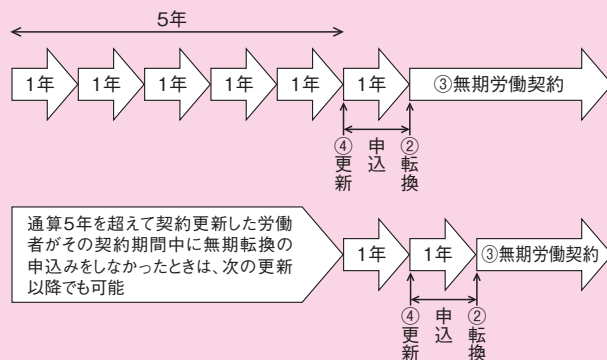 5年
1年
1年
1年
1年
1年
1年
③無期労働契約
④更新
申込
②転換
通算5年を超えて契約更新した労働
者がその契約期間中に無期転換の
申込みをしなかったときは、次の更新
以降でも可能
1年
1年
③無期労働契約
④更新
申込
②転換